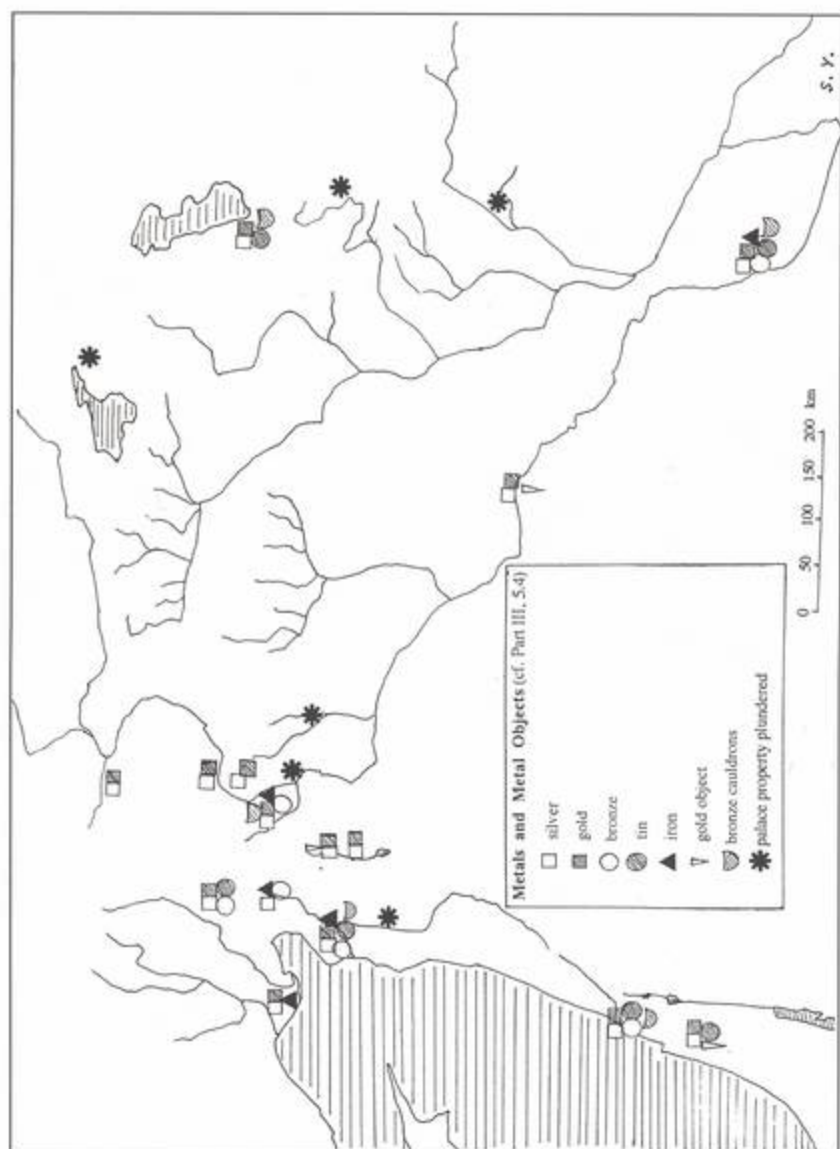 S. Y.
Metals and Metal Objects (cf. Part III, 5.4)
silver
gold
bronze
tin
iron
gold object
bronze cauldrons
palace property plundered
0 50 100 150 200 km